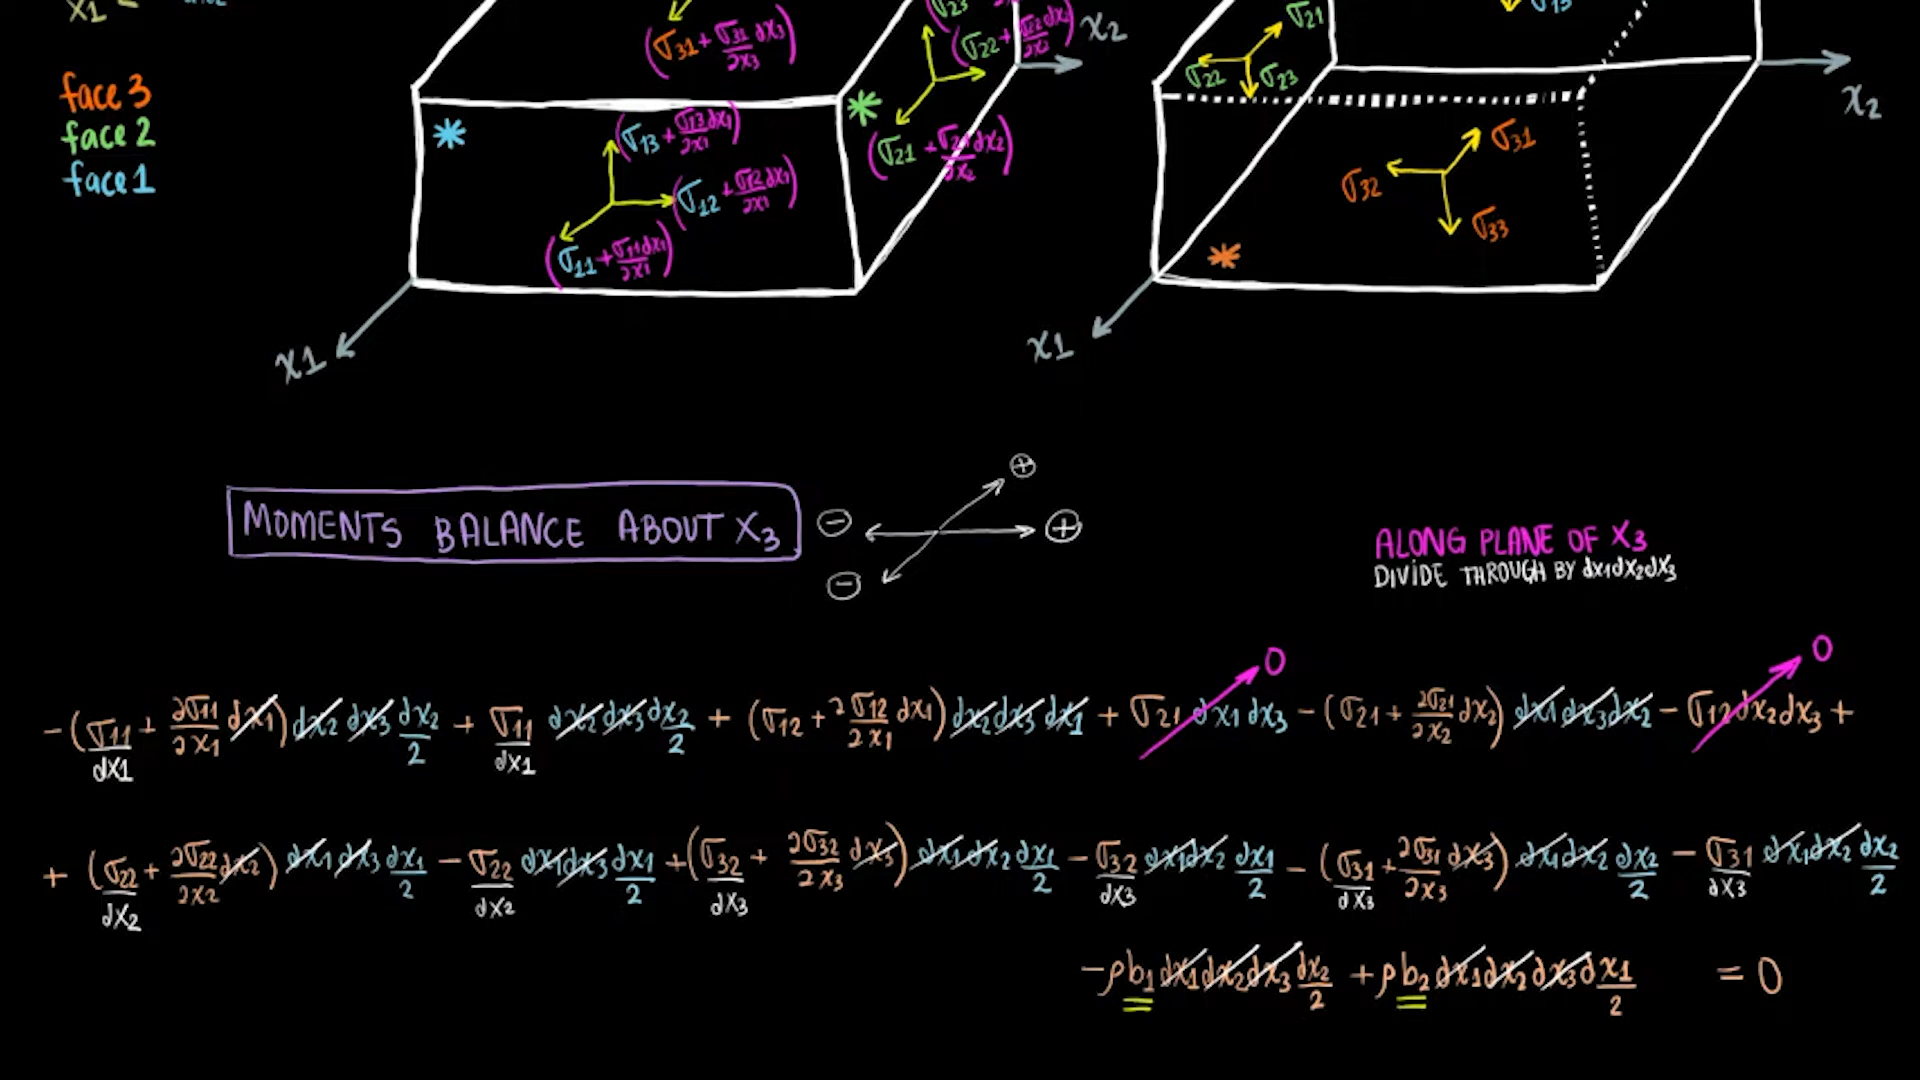 x1 =
face 3
face 2
face 1
(σ31 + ∂σ31/∂x3 dx3)
σ23
(σ22 + ∂σ22/∂x2 dx2)
x2
(σ13 + ∂σ13/∂x1 dx1)
(σ21 + ∂σ21/∂x2 dx2)
(σ12 + ∂σ12/∂x1 dx1)
(σ11 + ∂σ11/∂x1 dx1)
x1
σ21
σ13
σ22
σ23
x2
σ31
σ32
σ33
x1
MOMENTS BALANCE ABOUT X3
+
- +
-
ALONG PLANE OF X3
DIVIDE THROUGH BY dx1dx2dx3
0 0
-(σ11/dx1 + ∂σ11/∂x1 dx1) dx2 dx3 dx2/2 + σ11/dx1 dx2 dx3 dx2/2 + (σ12 + ∂σ12/∂x1 dx1) dx2 dx3 dx1 + σ21 dx1 dx3 - (σ21 + ∂σ21/∂x2 dx2) dx1 dx3 dx2 - σ12 dx2 dx3 +
+ (σ22/dx2 + ∂σ22/∂x2 dx2) dx1 dx3 dx1/2 - σ22/dx2 dx1 dx3 dx1/2 + (σ32/dx3 + ∂σ32/∂x3 dx3) dx1 dx2 dx1/2 - σ32/dx3 dx1 dx2 dx1/2 - (σ31/dx3 + ∂σ31/∂x3 dx3) dx1 dx2 dx2/2 - σ31/dx3 dx1 dx2 dx2/2
-ρb1 dx1 dx2 dx3 dx2/2 + ρb2 dx1 dx2 dx3 dx1/2 = 0